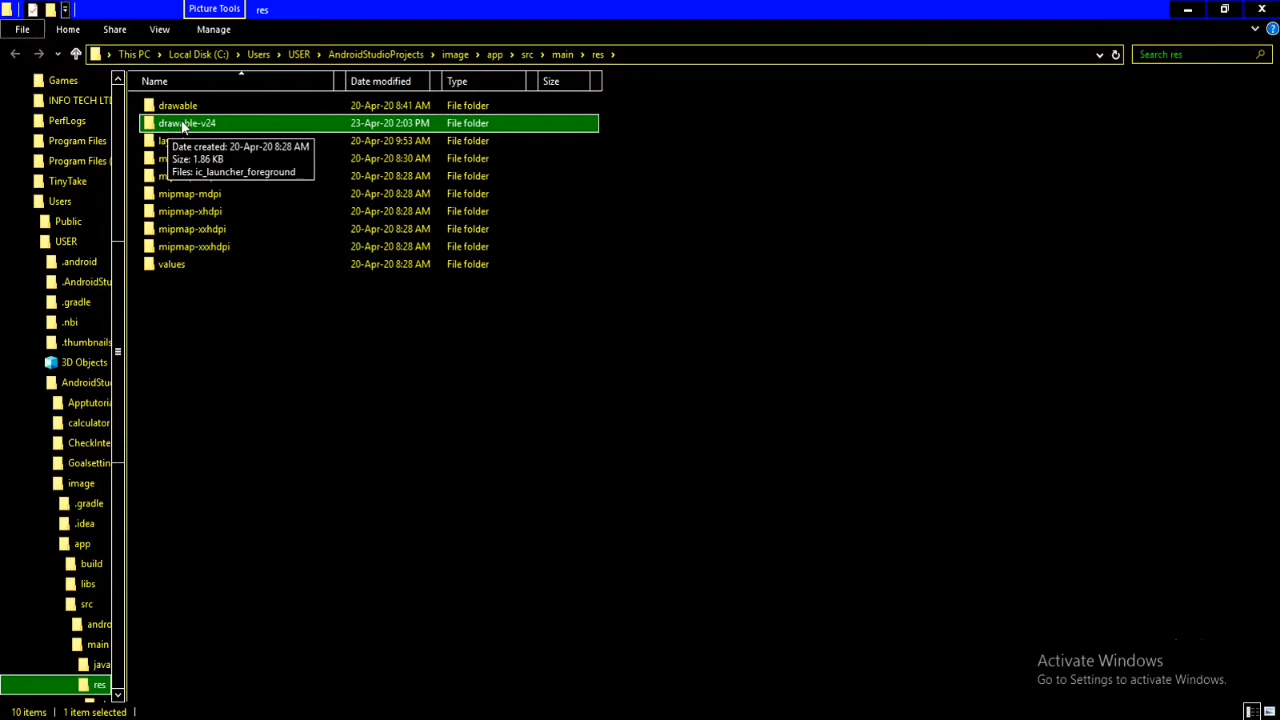 Picture Tools
res
File
Home
Share
View
Manage
This PC
Local Disk (C:)
Users
USER
AndroidStudioProjects
image
app
src
main
res
Search res
Games
INFO TECH LTD
PerfLogs
Program Files
Program Files (
TinyTake
Users
Public
USER
.android
.AndroidStu
.gradle
.nbi
.thumbnails
3D Objects
AndroidStu
Apptutoria
calculator
CheckInte
Goalsettin
image
.gradle
.idea
app
build
libs
src
andro
main
java
res
Name
Date modified
Type
Size
drawable 20-Apr-20 8:41 AM File folder
drawable-v24 23-Apr-20 2:03 PM File folder
20-Apr-20 9:53 AM File folder
20-Apr-20 8:30 AM File folder
20-Apr-20 8:28 AM File folder
mipmap-mdpi 20-Apr-20 8:28 AM File folder
mipmap-xhdpi 20-Apr-20 8:28 AM File folder
mipmap-xxhdpi 20-Apr-20 8:28 AM File folder
mipmap-xxxhdpi 20-Apr-20 8:28 AM File folder
values 20-Apr-20 8:28 AM File folder
Date created: 20-Apr-20 8:28 AM
Size: 1.86 KB
Files: ic_launcher_foreground
Activate Windows
Go to Settings to activate Windows.
10 items
1 item selected